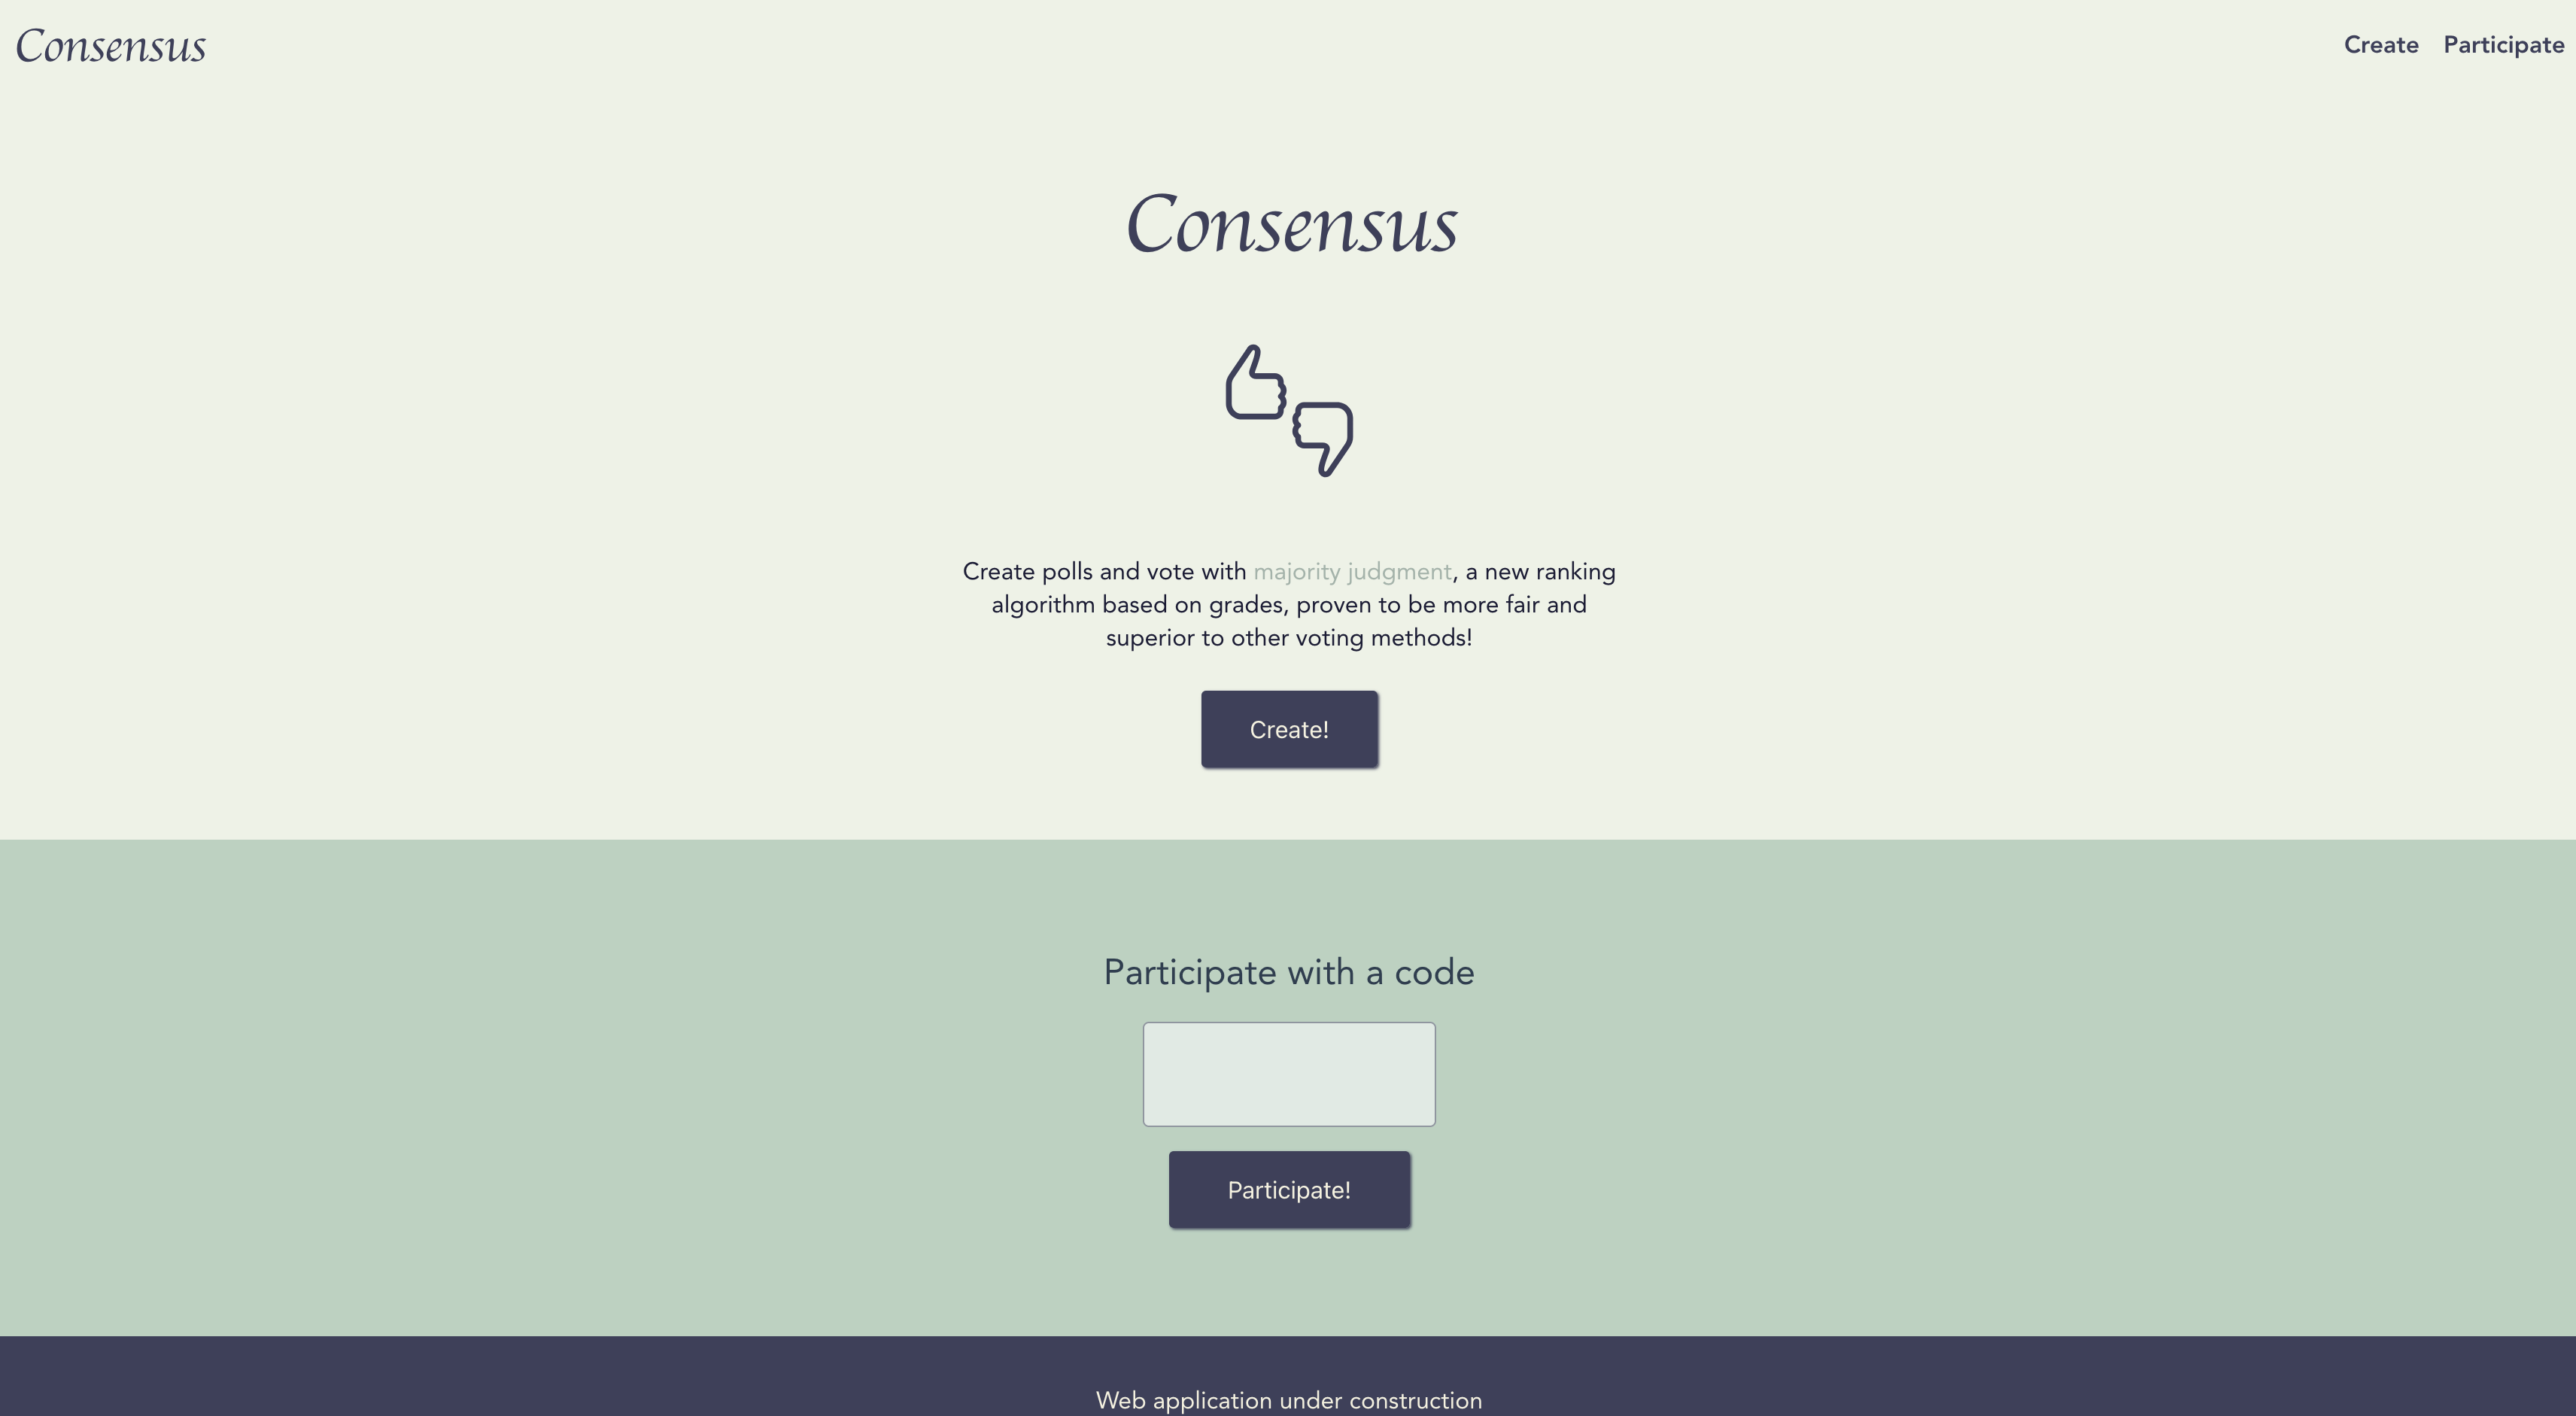 Consensus
Create
Participate
Consensus
Create polls and vote with majority judgment, a new ranking
algorithm based on grades, proven to be more fair and
superior to other voting methods!
Create!
Participate with a code
Participate!
Web application under construction